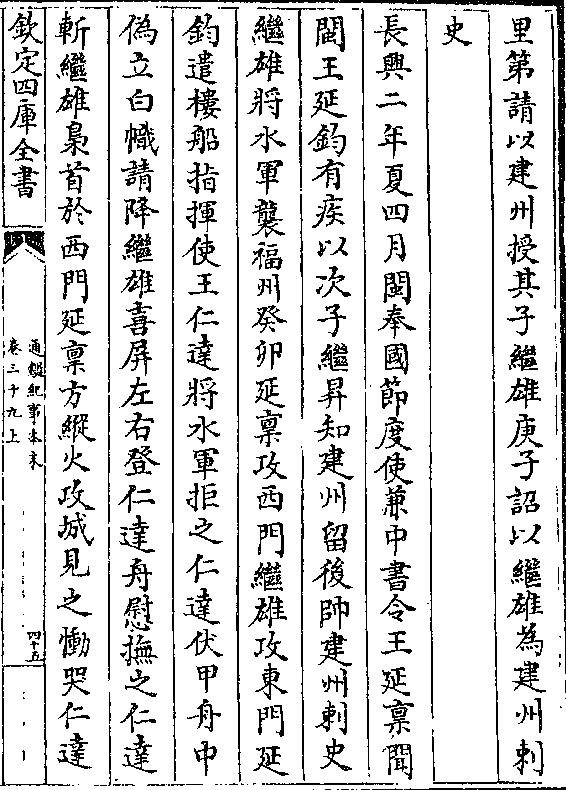 里第請以建州授其子繼雄庚子詔以繼雄為建州刺
史
長興二年夏四月閩奉國節度使兼中書令王延稟聞
閩王延鈞有疾以次子繼昇知建州留後帥建州刺史
繼雄將水軍襲福州癸卯延稟攻西門繼雄攻東門延
鈞遣樓船指揮使王仁達將水軍拒之仁達伏甲舟中
偽立白幟請降繼雄喜屏左右登仁達舟慰撫之仁達
斬繼雄梟首於西門延稟方縱火攻城見之慟哭仁達
欽定四庫全書
通鑑紀事本末
卷三十九上
四十五